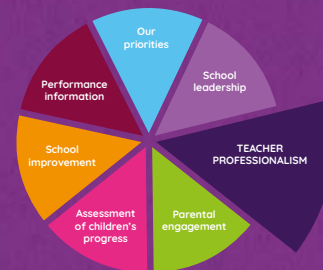 Our
priorities
School
leadership
TEACHER
PROFESSIONALISM
Parental
engagement
Assessment
of children's
progress
School
improvement
Performance
information